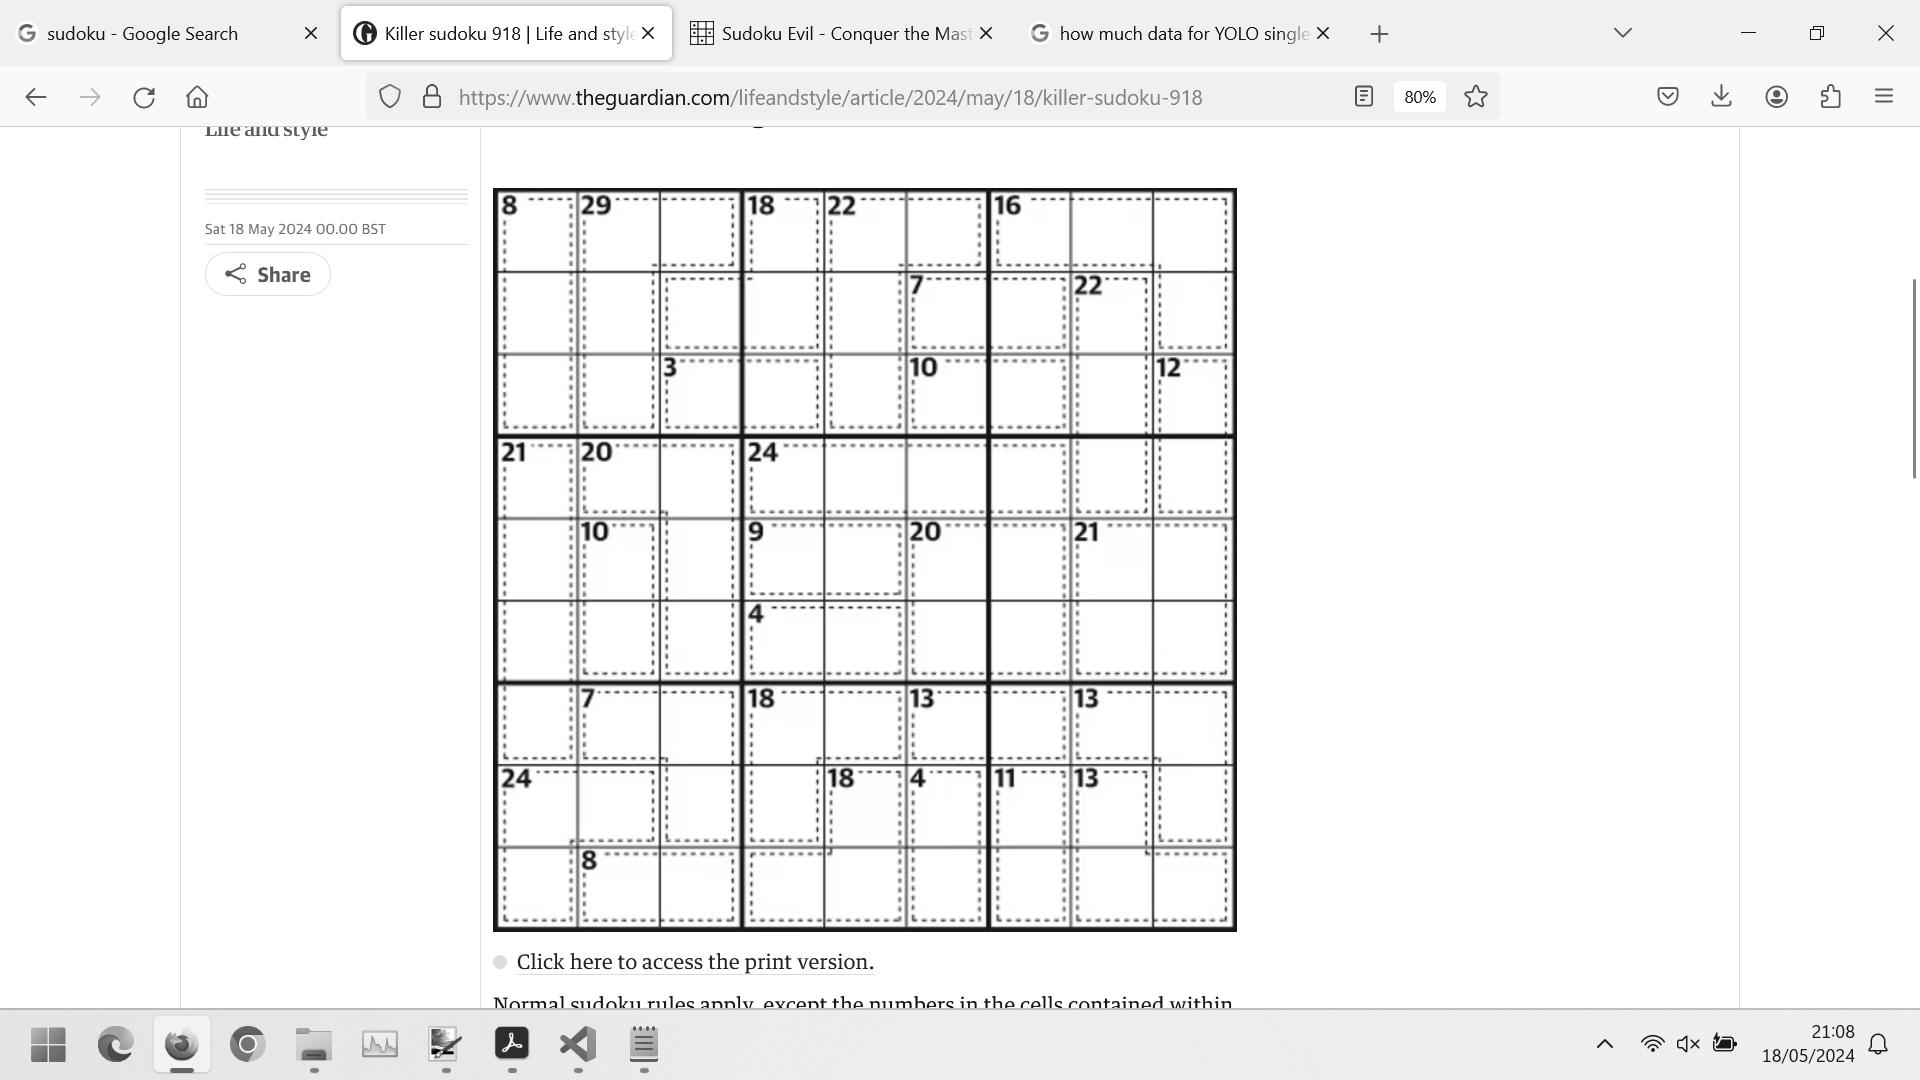 sudoku - Google Search
Killer sudoku 918 | Life and style
Sudoku Evil - Conquer the Mast
how much data for YOLO single
https://www.theguardian.com/lifeandstyle/article/2024/may/18/killer-sudoku-918
80%
Life and style
Sat 18 May 2024 00.00 BST
Share
8 29 18 22 16
7 22
3 10 12
21 20 24
10 9 20 21
4
7 18 13 13
24 18 4 11 13
8
Click here to access the print version.
Normal sudoku rules apply, except the numbers in the cells contained within
21:08
18/05/2024